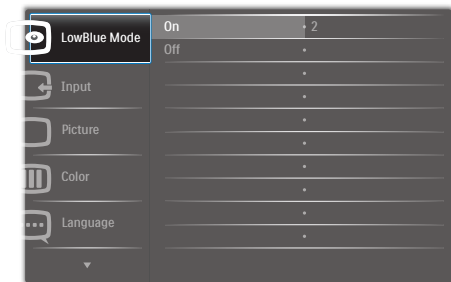 LowBlue Mode
On 2
Off
Input
Picture
Color
Language